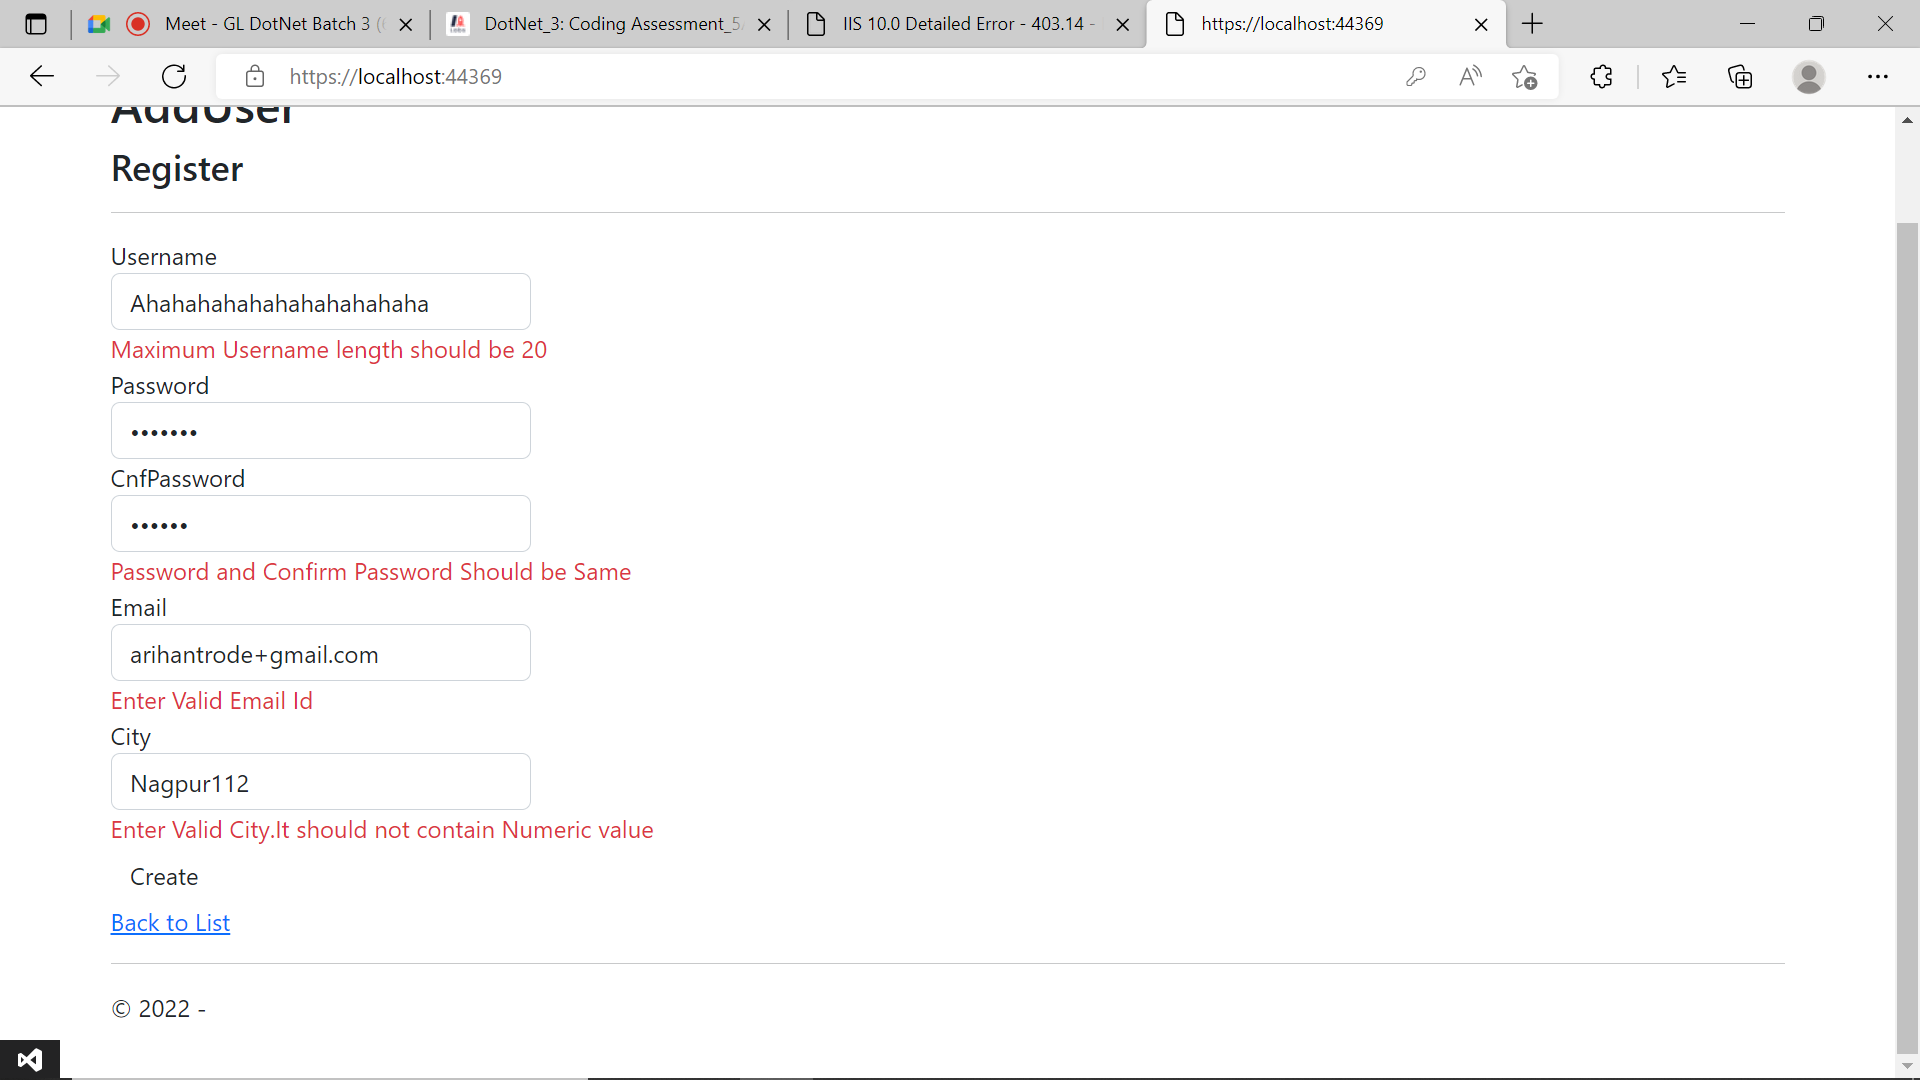 Meet - GL DotNet Batch 3 (
DotNet_3: Coding Assessment_5
IIS 10.0 Detailed Error - 403.14 -
https://localhost:44369
https://localhost:44369
AddUser
Register
Username
Ahahahahahahahahahahaha
Maximum Username length should be 20
Password
•••••••
CnfPassword
••••••
Password and Confirm Password Should be Same
Email
arihantrode+gmail.com
Enter Valid Email Id
City
Nagpur112
Enter Valid City.It should not contain Numeric value
Create
Back to List
© 2022 -